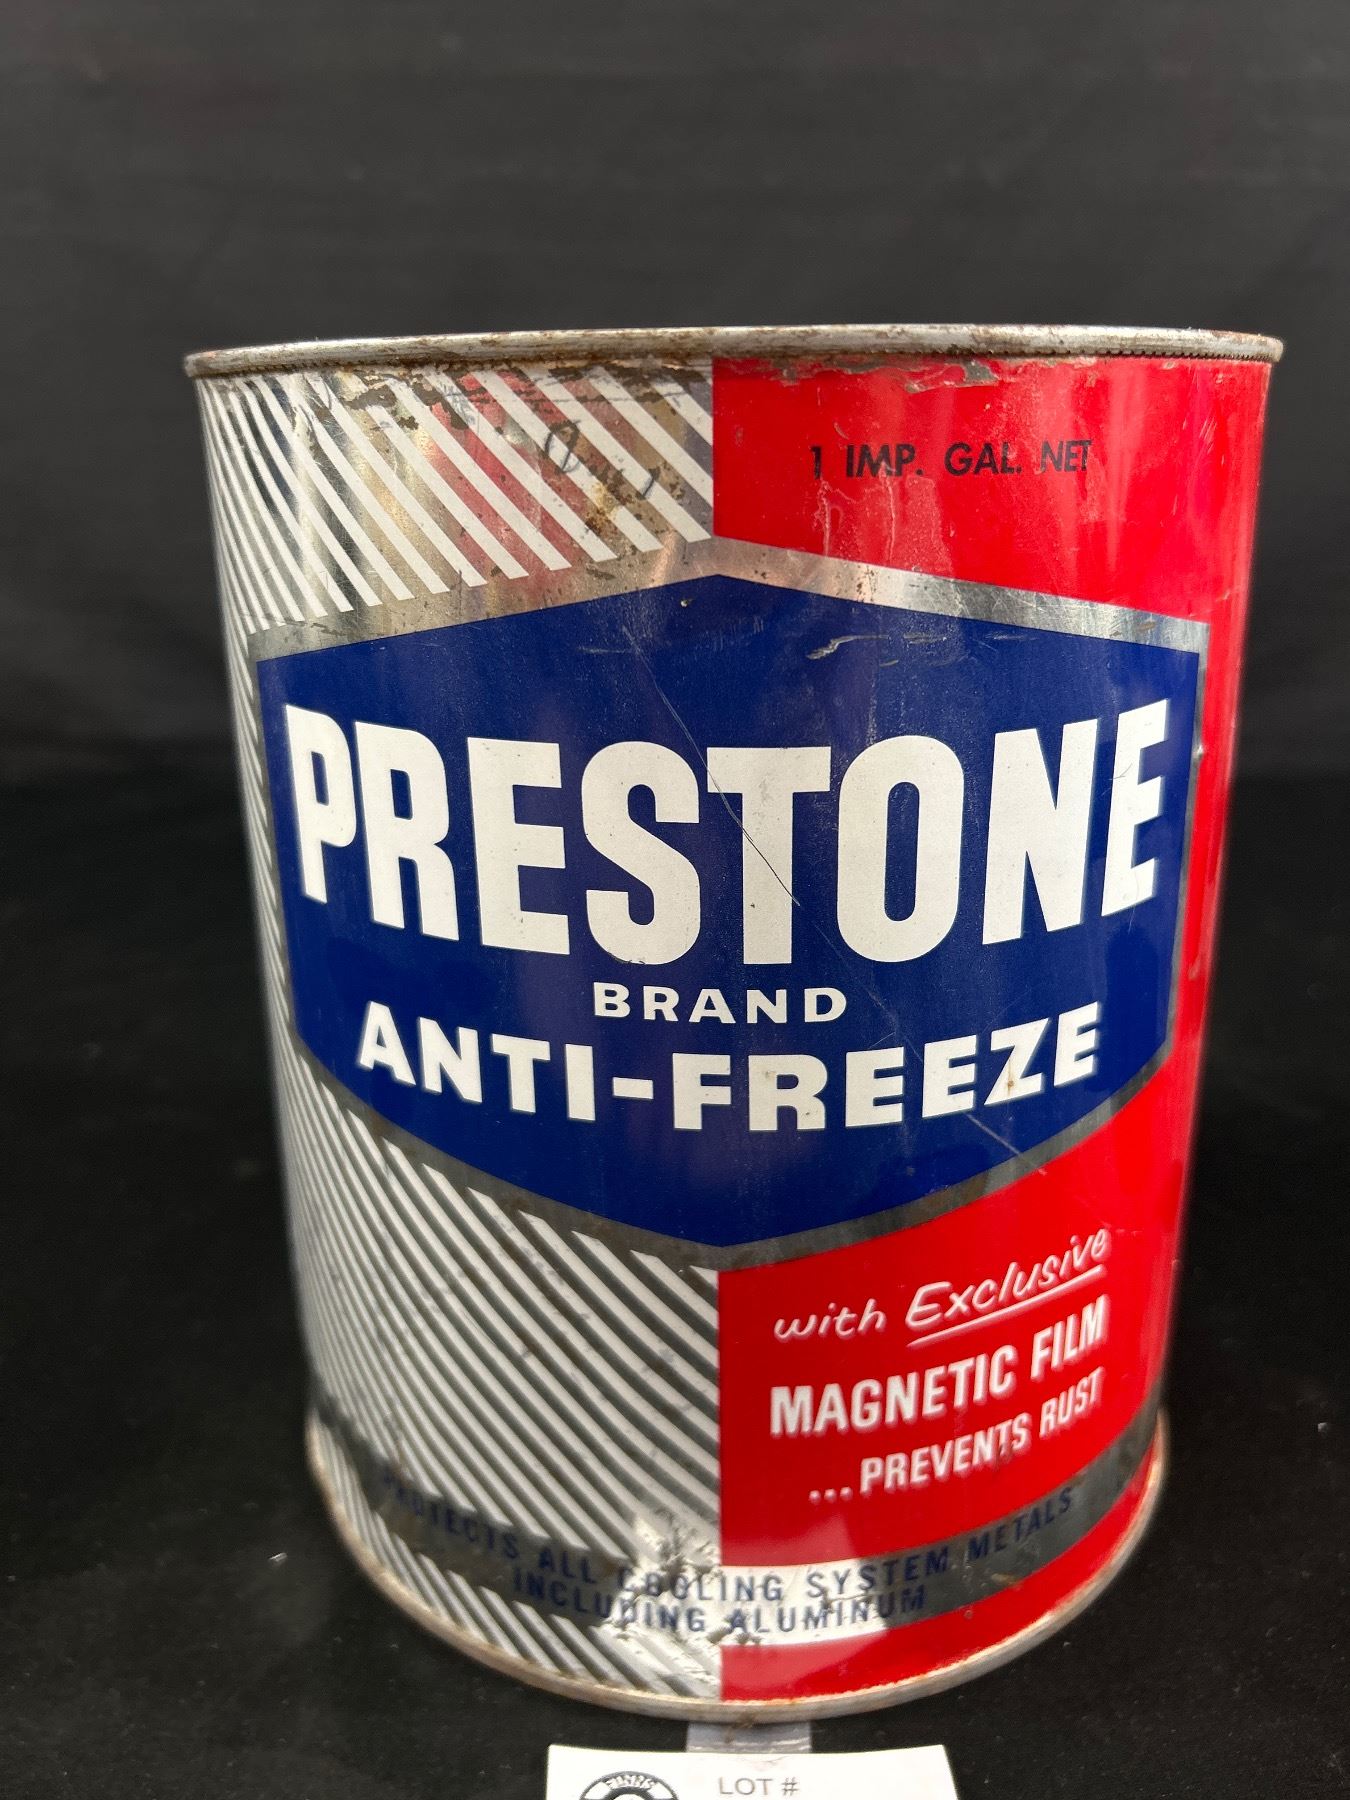 1 IMP. GAL. NET
PRESTONE
BRAND
ANTI-FREEZE
with Exclusive
MAGNETIC FILM
...PREVENTS RUST
PROTECTS ALL COOLING SYSTEM METALS
INCLUDING ALUMINUM
LOT #